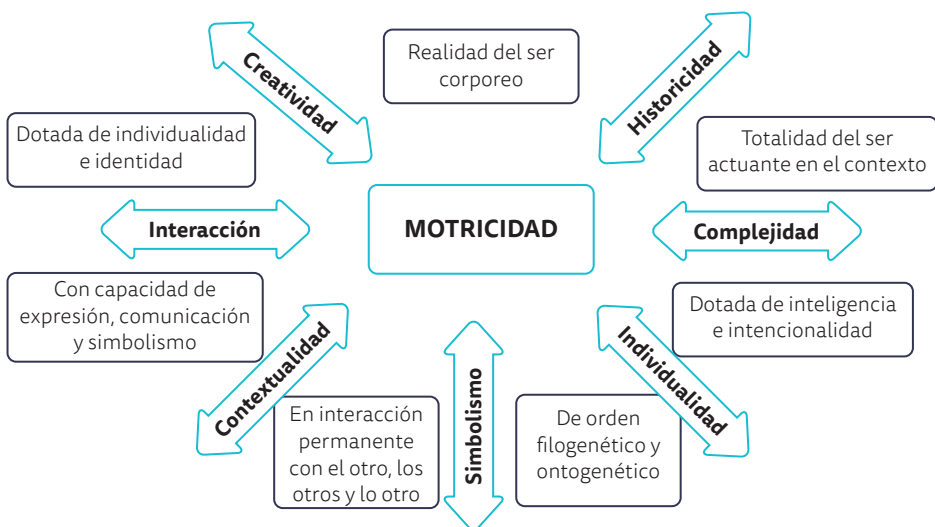 Creatividad
Realidad del ser
corporeo
Historicidad
Dotada de individualidad
e identidad
Totalidad del ser
actuante en el contexto
Interacción
MOTRICIDAD
Complejidad
Con capacidad de
expresión, comunicación
y simbolismo
Dotada de inteligencia
e intencionalidad
Contextualidad
Simbolismo
Individualidad
En interacción
permanente
con el otro, los
otros y lo otro
De orden
filogenético y
ontogenético